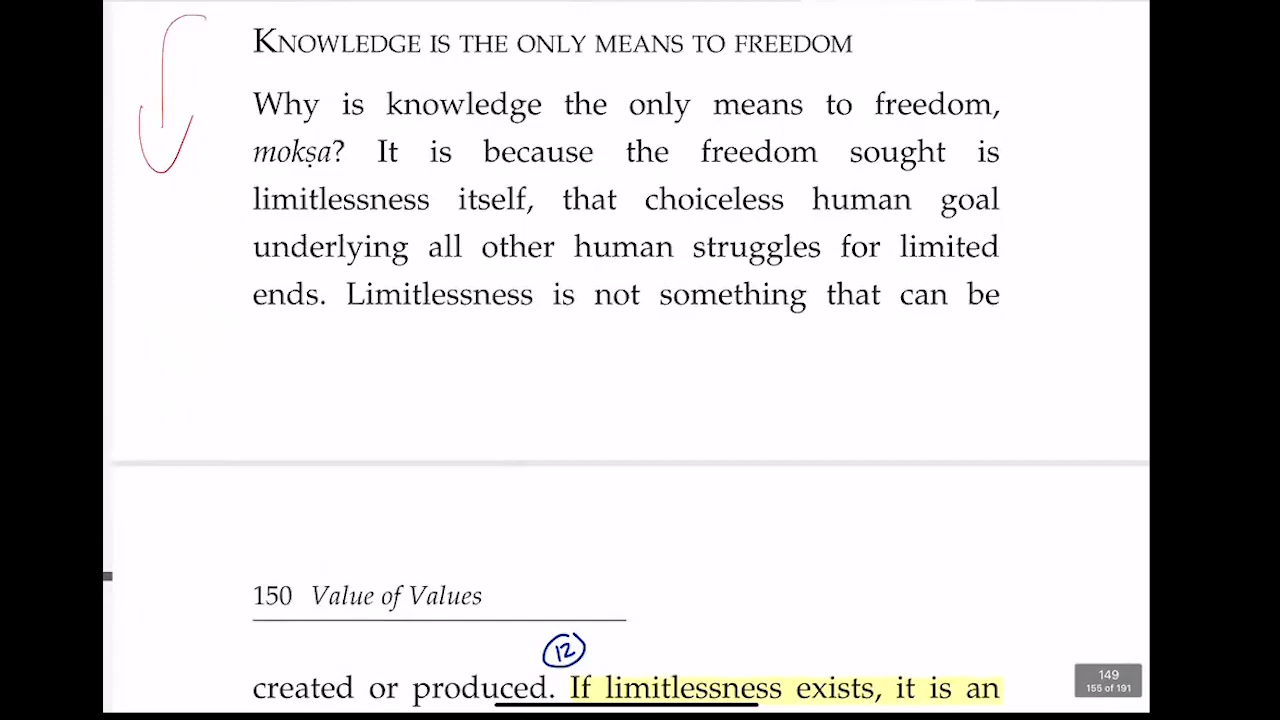 KNOWLEDGE IS THE ONLY MEANS TO FREEDOM
Why is knowledge the only means to freedom,
mokṣa? It is because the freedom sought is
limitlessness itself, that choiceless human goal
underlying all other human struggles for limited
ends. Limitlessness is not something that can be
150 Value of Values
12
created or produced. If limitlessness exists, it is an
149
155 of 191